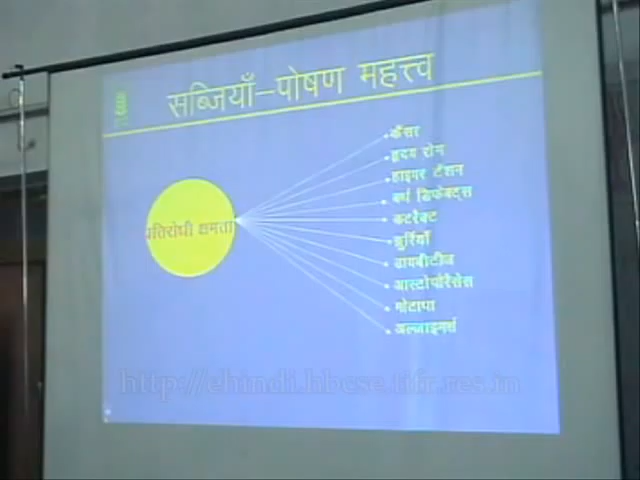 सब्जियाँ-पोषण महत्त्व
प्रतिरोधी क्षमता
कैंसर
हृदय रोग
हाइपर टेंशन
बर्थ डिफेक्ट्स
कटरैक्ट
झुर्रियाँ
डायबीटीज
आस्टोपोरैसेस
मोटापा
अल्जाइमर्स
http://ehindi.hbcse.tifr.res.in